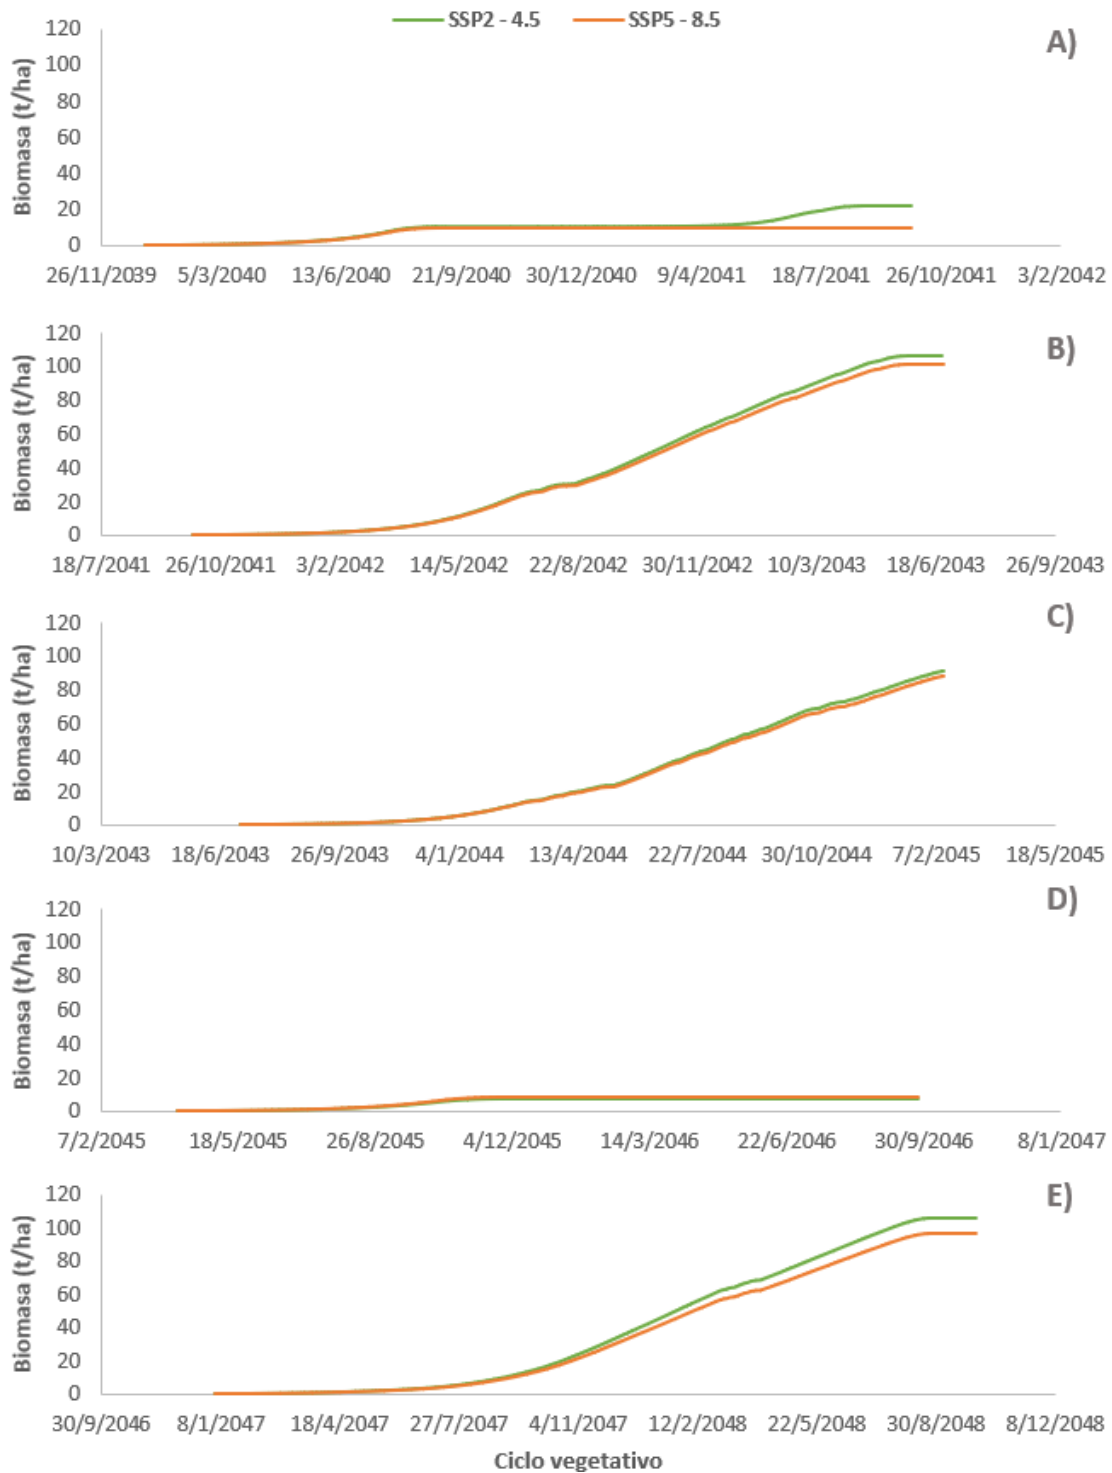 SSP2 - 4.5 SSP5 - 8.5
A)
Biomasa (t/ha)
120
100
80
60
40
20
0
26/11/2039 5/3/2040 13/6/2040 21/9/2040 30/12/2040 9/4/2041 18/7/2041 26/10/2041 3/2/2042
B)
Biomasa (t/ha)
120
100
80
60
40
20
0
18/7/2041 26/10/2041 3/2/2042 14/5/2042 22/8/2042 30/11/2042 10/3/2043 18/6/2043 26/9/2043
C)
Biomasa (t/ha)
120
100
80
60
40
20
0
10/3/2043 18/6/2043 26/9/2043 4/1/2044 13/4/2044 22/7/2044 30/10/2044 7/2/2045 18/5/2045
D)
Biomasa (t/ha)
120
100
80
60
40
20
0
7/2/2045 18/5/2045 26/8/2045 4/12/2045 14/3/2046 22/6/2046 30/9/2046 8/1/2047
E)
Biomasa (t/ha)
120
100
80
60
40
20
0
30/9/2046 8/1/2047 18/4/2047 27/7/2047 4/11/2047 12/2/2048 22/5/2048 30/8/2048 8/12/2048
Ciclo vegetativo